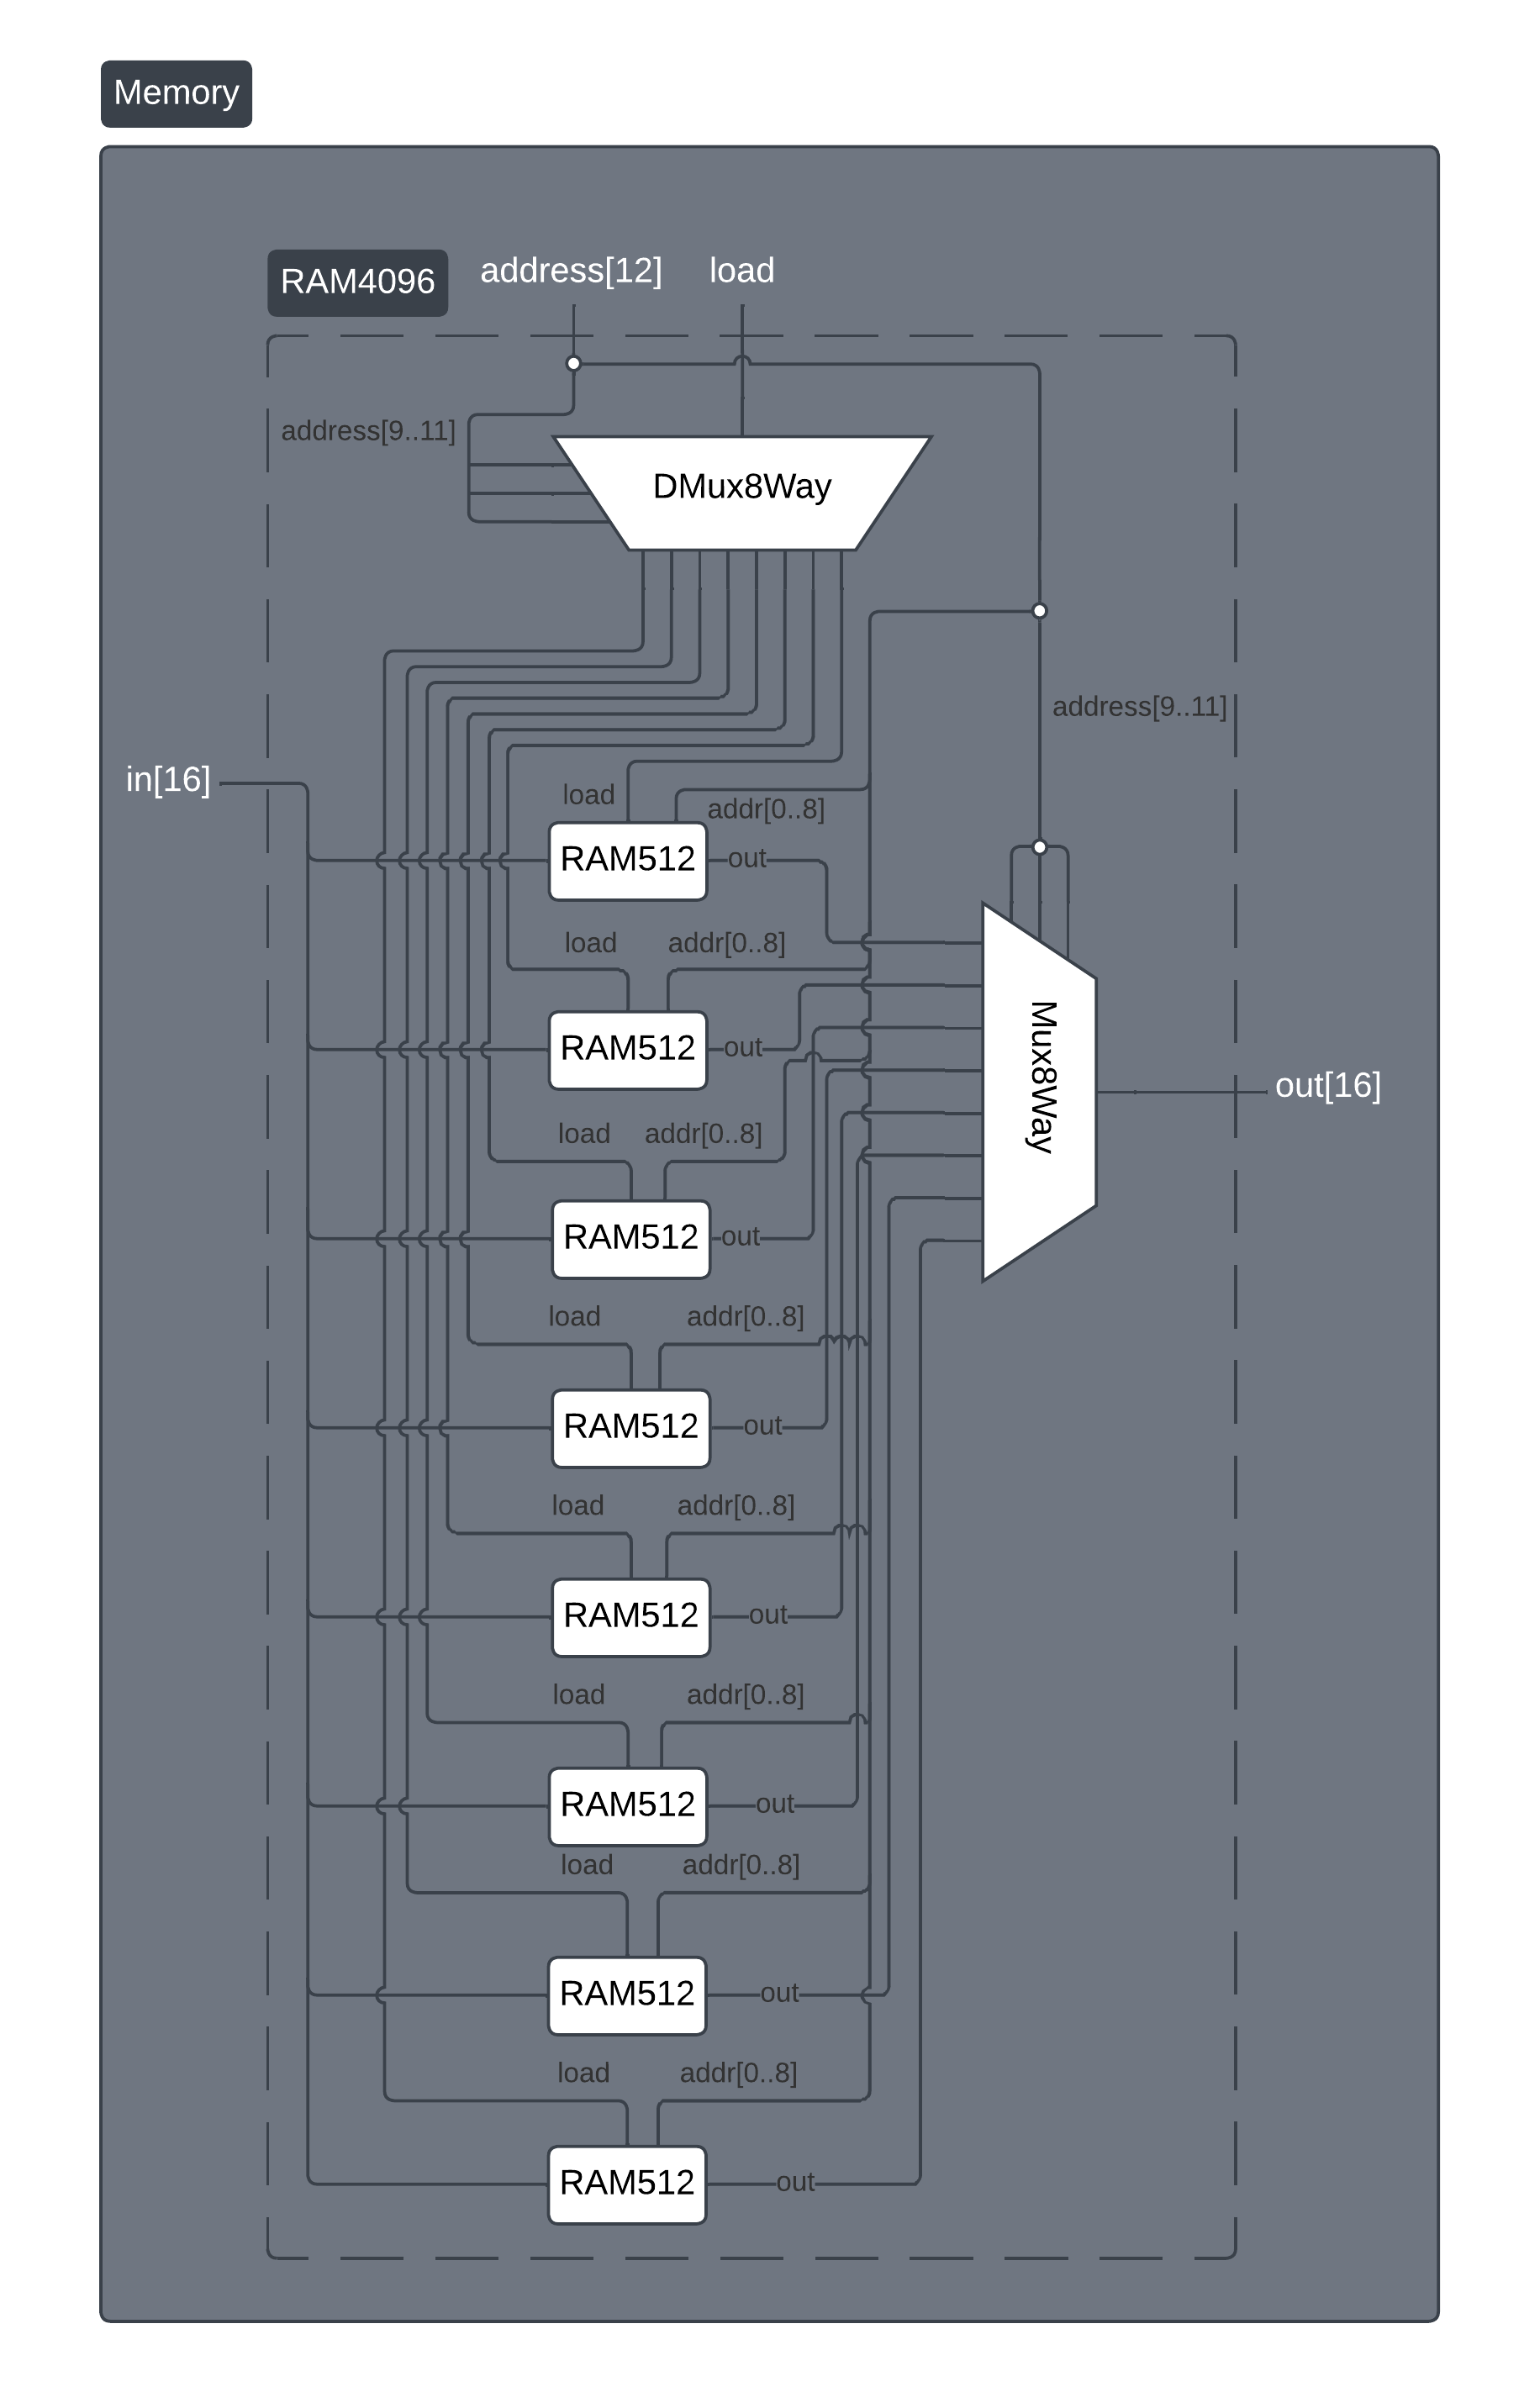 Memory
RAM4096
address[12]
load
address[9..11]
DMux8Way
address[9..11]
in[16]
load
addr[0..8]
RAM512
out
load
addr[0..8]
RAM512
out
Mux8Way
out[16]
load
addr[0..8]
RAM512
out
load
addr[0..8]
RAM512
out
load
addr[0..8]
RAM512
out
load
addr[0..8]
RAM512
out
load
addr[0..8]
RAM512
out
load
addr[0..8]
RAM512
out